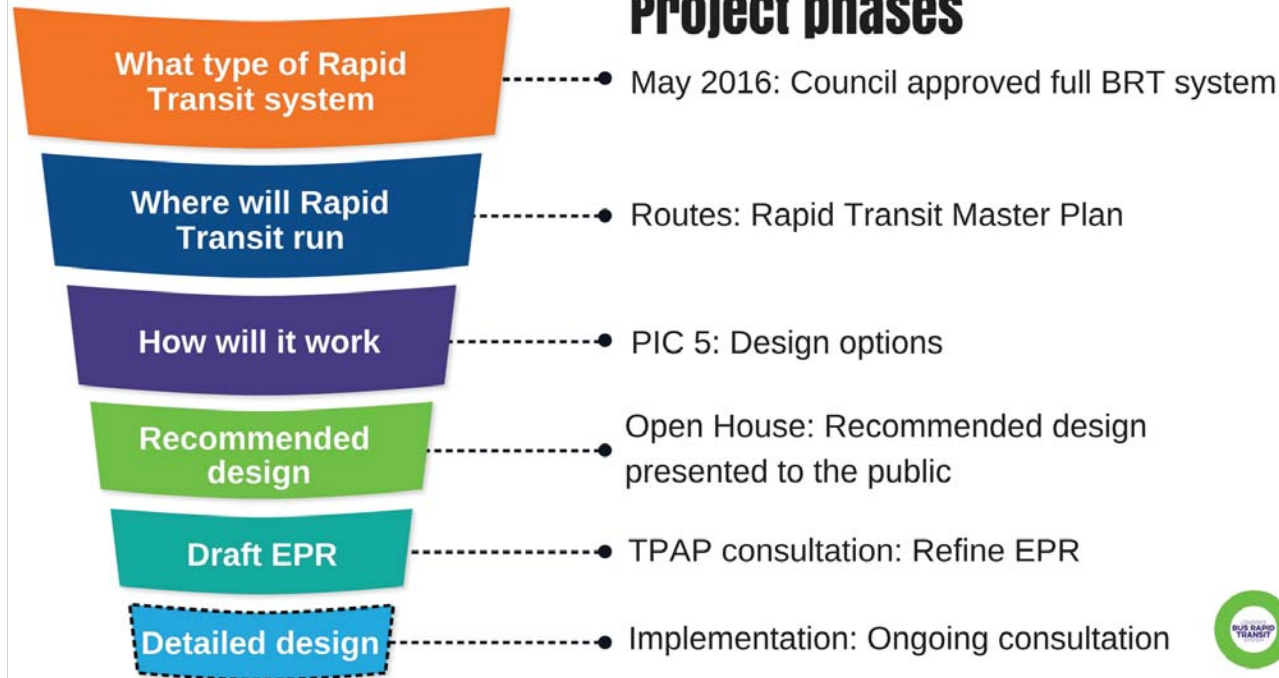 Project phases
What type of Rapid
Transit system
May 2016: Council approved full BRT system
Where will Rapid
Transit run
Routes: Rapid Transit Master Plan
How will it work
PIC 5: Design options
Recommended
design
Open House: Recommended design
presented to the public
Draft EPR
TPAP consultation: Refine EPR
Detailed design
Implementation: Ongoing consultation
BUS RAPID
TRANSIT